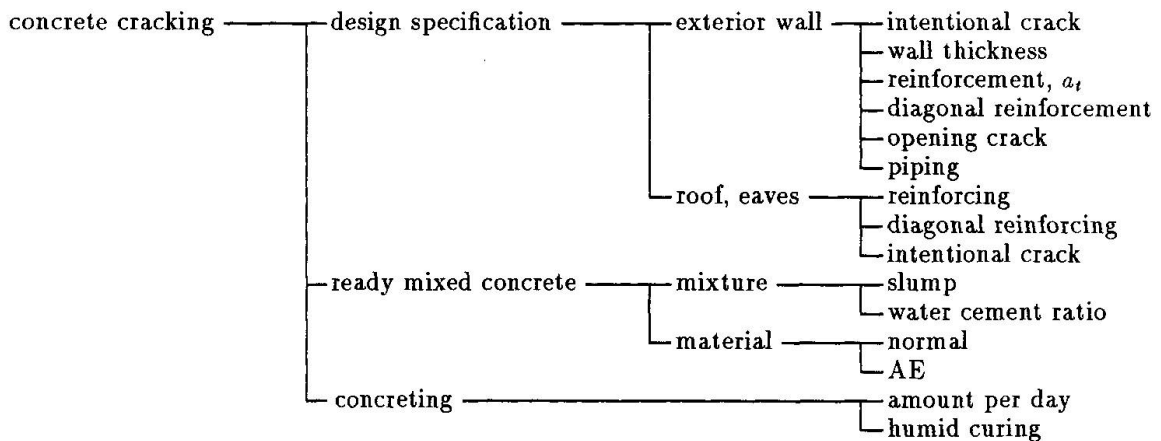 concrete cracking design specification exterior wall intentional crack
wall thickness
reinforcement, aₜ
diagonal reinforcement
opening crack
piping
roof, eaves reinforcing
diagonal reinforcing
intentional crack
ready mixed concrete mixture slump
water cement ratio
material normal
AE
concreting amount per day
humid curing